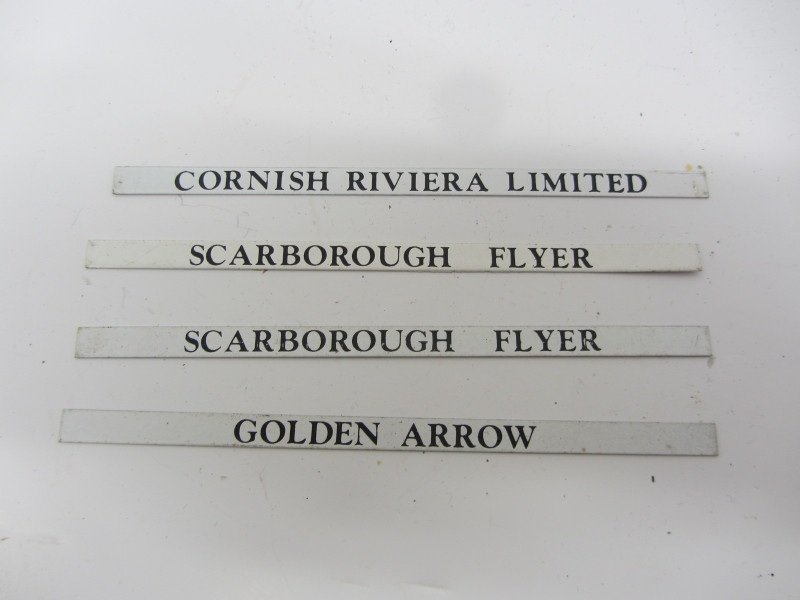 CORNISH RIVIERA LIMITED
SCARBOROUGH FLYER
SCARBOROUGH FLYER
GOLDEN ARROW